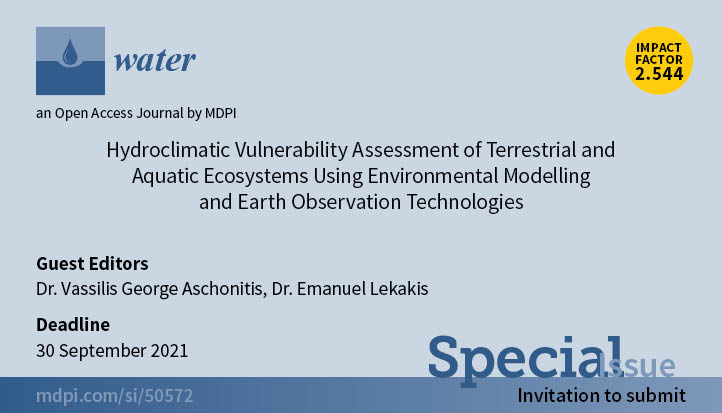 water
IMPACT
FACTOR
2.544
an Open Access Journal by MDPI
Hydroclimatic Vulnerability Assessment of Terrestrial and
Aquatic Ecosystems Using Environmental Modelling
and Earth Observation Technologies
Guest Editors
Dr. Vassilis George Aschonitis, Dr. Emanuel Lekakis
Deadline
30 September 2021
Special Issue
mdpi.com/si/50572
Invitation to submit